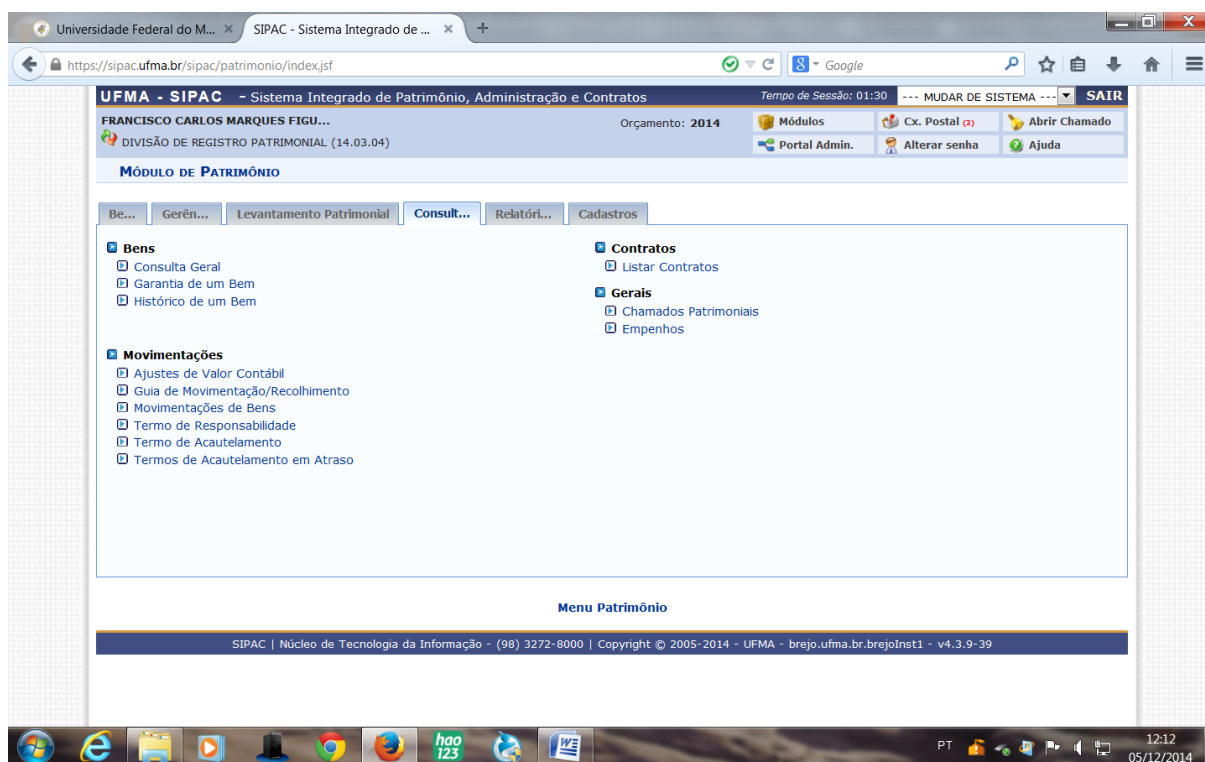 Universidade Federal do M...
SIPAC - Sistema Integrado de ...
https://sipac.ufma.br/sipac/patrimonio/index.jsf
Google
UFMA - SIPAC - Sistema Integrado de Patrimônio, Administração e Contratos
Tempo de Sessão: 01:30
--- MUDAR DE SISTEMA ---
SAIR
FRANCISCO CARLOS MARQUES FIGU...
Orçamento: 2014
Módulos
Cx. Postal (2)
Abrir Chamado
DIVISÃO DE REGISTRO PATRIMONIAL (14.03.04)
Portal Admin.
Alterar senha
Ajuda
MÓDULO DE PATRIMÔNIO
Be...
Gerên...
Levantamento Patrimonial
Consult...
Relatóri...
Cadastros
Bens
Consulta Geral
Garantia de um Bem
Histórico de um Bem
Contratos
Listar Contratos
Gerais
Chamados Patrimoniais
Empenhos
Movimentações
Ajustes de Valor Contábil
Guia de Movimentação/Recolhimento
Movimentações de Bens
Termo de Responsabilidade
Termo de Acautelamento
Termos de Acautelamento em Atraso
Menu Patrimônio
SIPAC | Núcleo de Tecnologia da Informação - (98) 3272-8000 | Copyright © 2005-2014 - UFMA - brejo.ufma.br.brejoInst1 - v4.3.9-39
hao
123
PT
12:12
05/12/2014